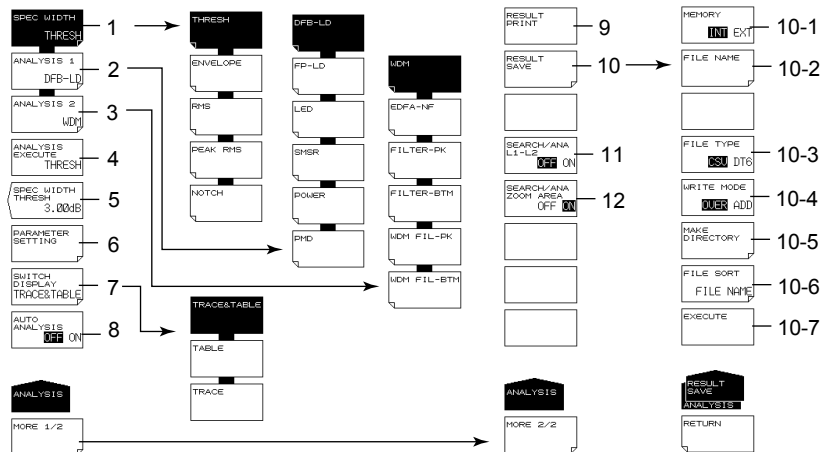 SPEC WIDTH
THRESH
1
ANALYSIS 1
DFB-LD
2
ANALYSIS 2
WDM
3
ANALYSIS
EXECUTE
THRESH
4
SPEC WIDTH
THRESH
3.00dB
5
PARAMETER
SETTING
6
SWITCH
DISPLAY
TRACE&TABLE
7
AUTO
ANALYSIS
OFF ON
8
ANALYSIS
MORE 1/2
THRESH
ENVELOPE
RMS
PEAK RMS
NOTCH
TRACE&TABLE
TABLE
TRACE
DFB-LD
FP-LD
LED
SMSR
POWER
PMD
WDM
EDFA-NF
FILTER-PK
FILTER-BTM
WDM FIL-PK
WDM FIL-BTM
RESULT
PRINT
9
RESULT
SAVE
10
SEARCH/ANA
L1-L2
OFF ON
11
SEARCH/ANA
ZOOM AREA
OFF ON
12
ANALYSIS
MORE 2/2
MEMORY
INT EXT
10-1
FILE NAME
10-2
FILE TYPE
CSV DT6
10-3
WRITE MODE
OVER ADD
10-4
MAKE
DIRECTORY
10-5
FILE SORT
FILE NAME
10-6
EXECUTE
10-7
RESULT
SAVE
ANALYSIS
RETURN